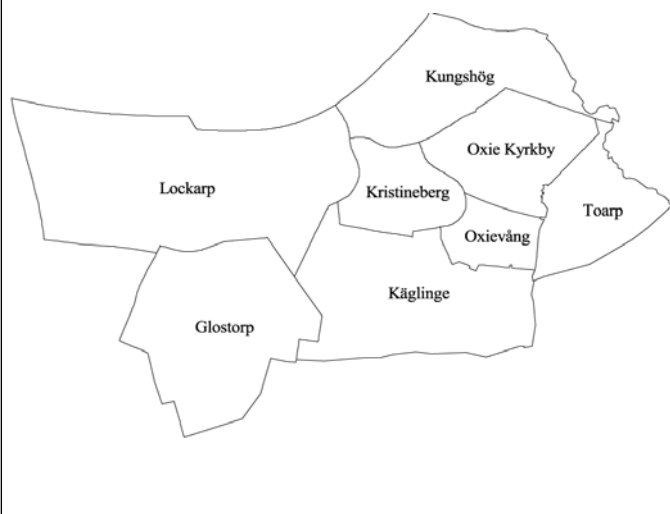 Kungshög
Oxie Kyrkby
Lockarp
Kristineberg
Toarp
Oxievång
Käglinge
Glostorp